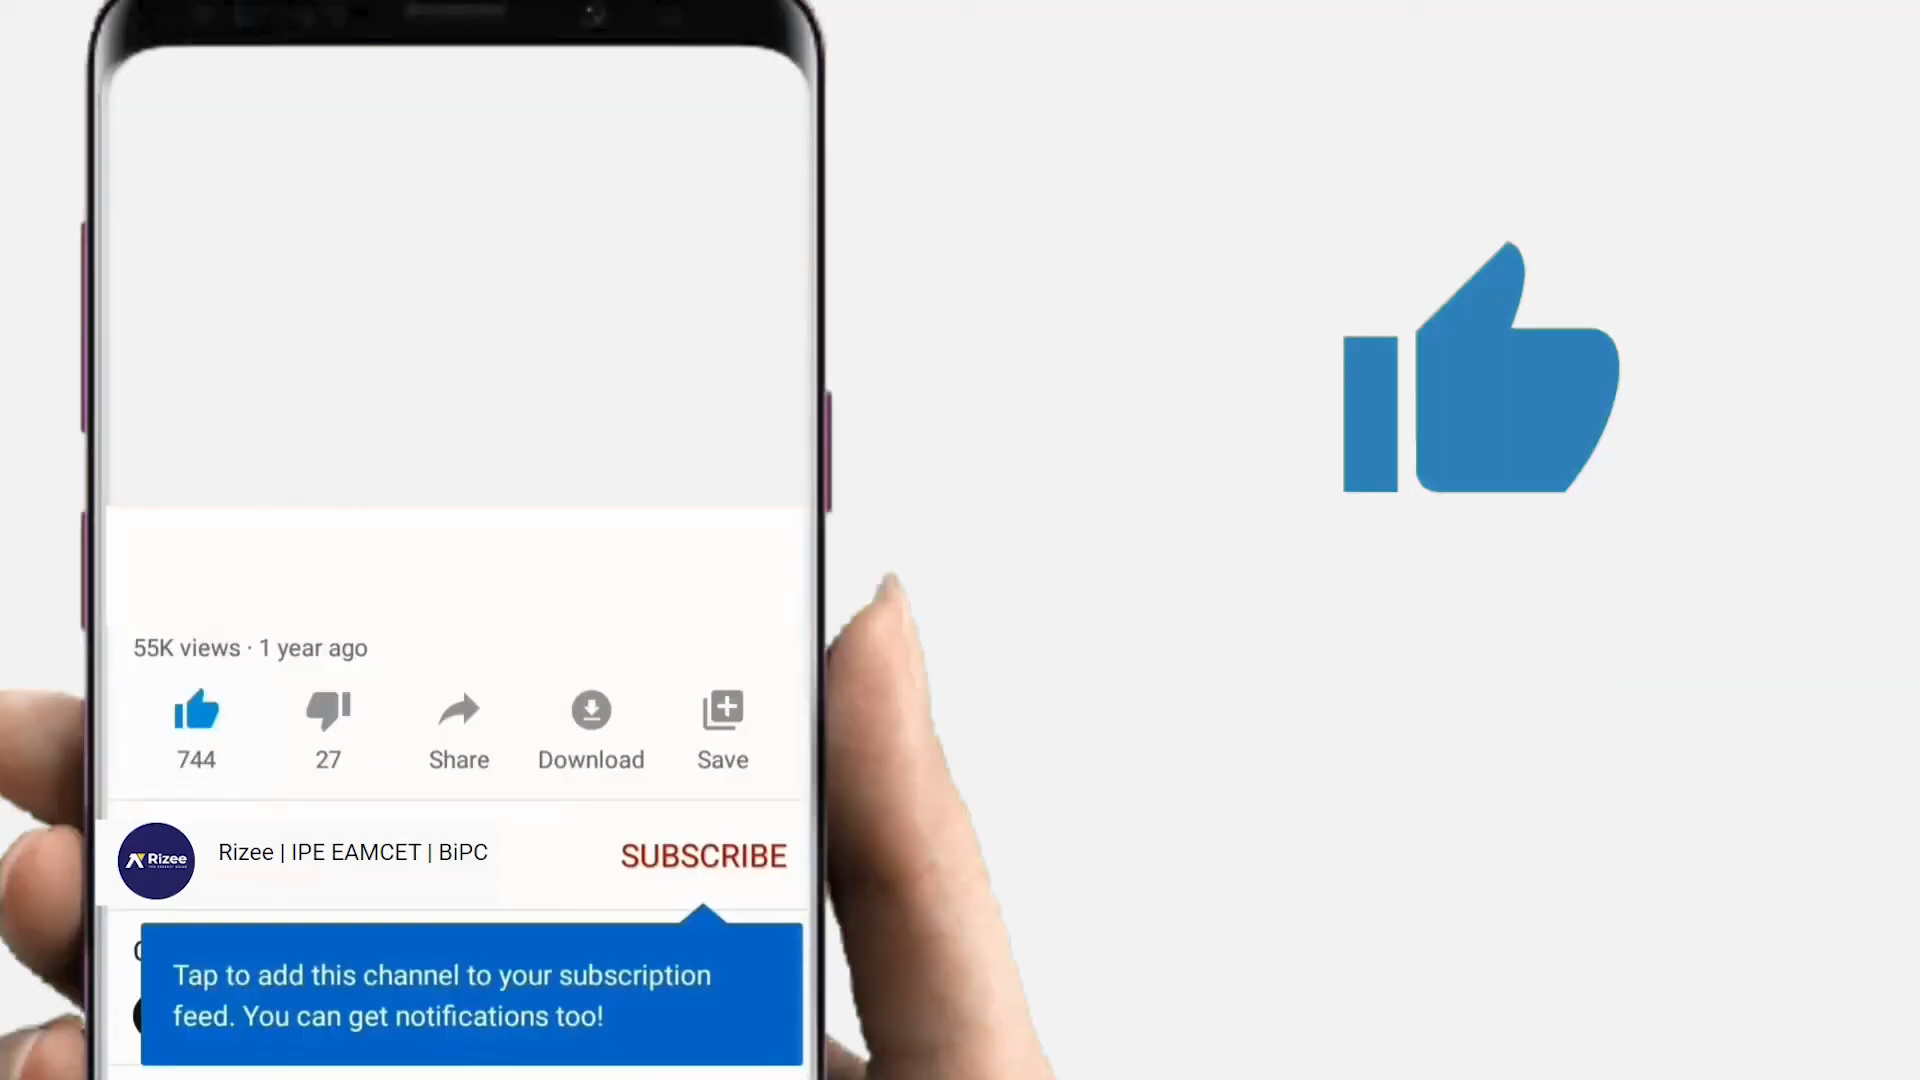 55K views · 1 year ago
744
27
Share
Download
Save
Rizee
Rizee | IPE EAMCET | BiPC
SUBSCRIBE
Tap to add this channel to your subscription
feed. You can get notifications too!